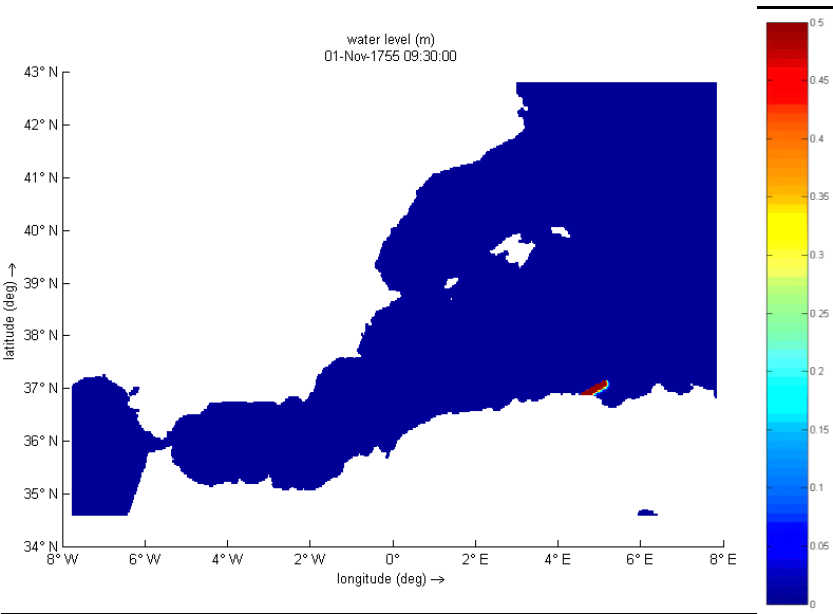 water level (m)
01-Nov-1755 09:30:00
43° N
42° N
41° N
40° N
39° N
38° N
37° N
36° N
35° N
34° N
latitude (deg) →
8° W 6° W 4° W 2° W 0° 2° E 4° E 6° E 8° E
longitude (deg) →
0.5
0.45
0.4
0.35
0.3
0.25
0.2
0.15
0.1
0.05
0